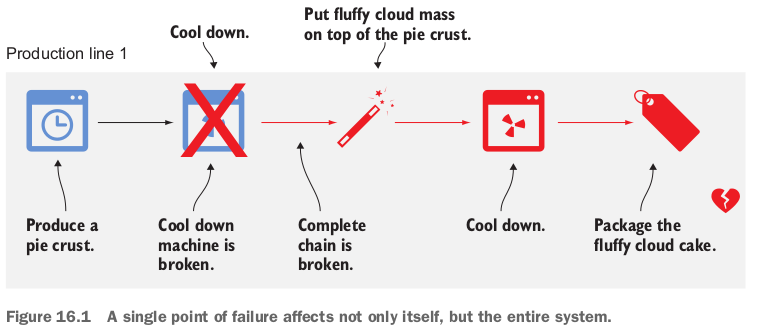 Put fluffy cloud mass
on top of the pie crust.
Cool down.
Production line 1
Produce a
pie crust.
Cool down
machine is
broken.
Complete
chain is
broken.
Cool down.
Package the
fluffy cloud cake.
Figure 16.1 A single point of failure affects not only itself, but the entire system.